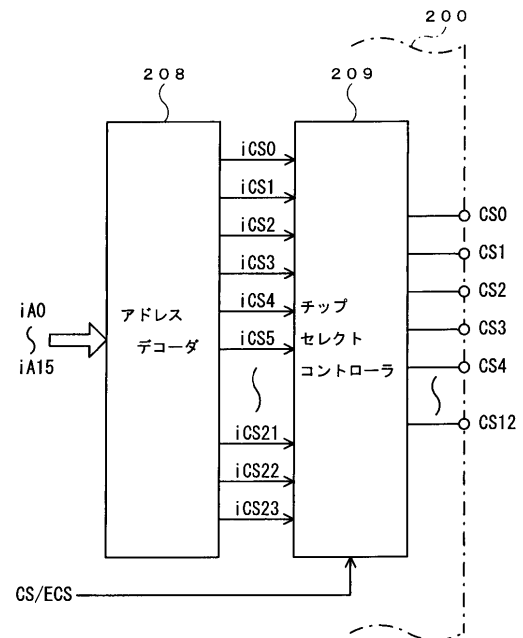 200
208
209
iCS0
iCS1
iCS2
iCS3
iCS4
iCS5
iCS21
iCS22
iCS23
iA0
iA15
アドレス
デコーダ
チップ
セレクト
コントローラ
CS0
CS1
CS2
CS3
CS4
CS12
CS/ECS